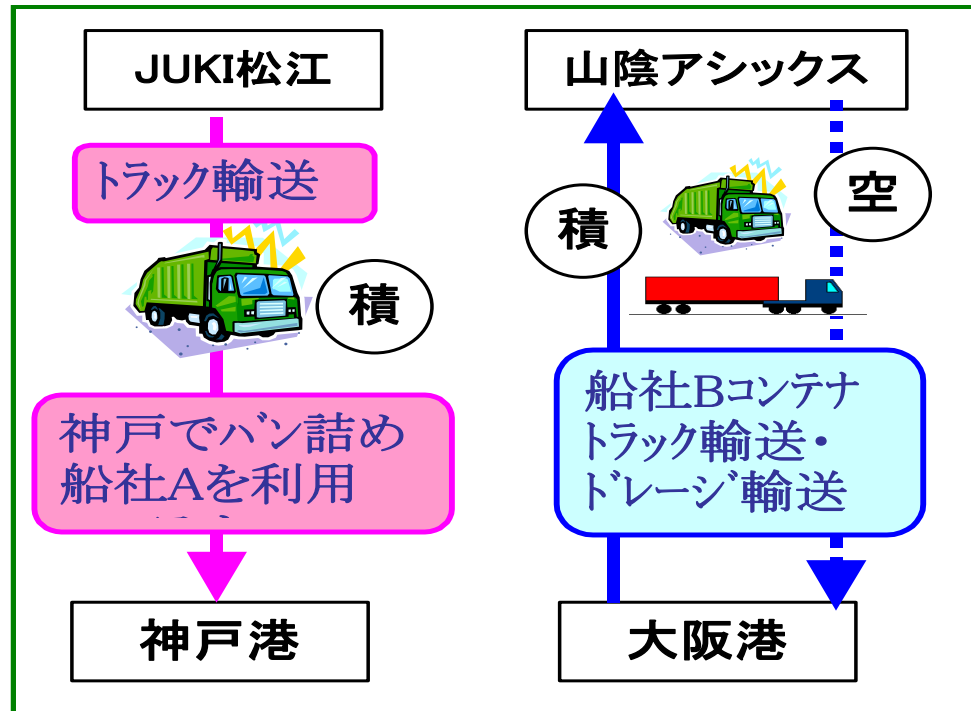 JUKI松江
トラック輸送
積
神戸でバン詰め
船社Aを利用
神戸港
山陰アシックス
積
空
船社Bコンテナ
トラック輸送・
ドレージ輸送
大阪港